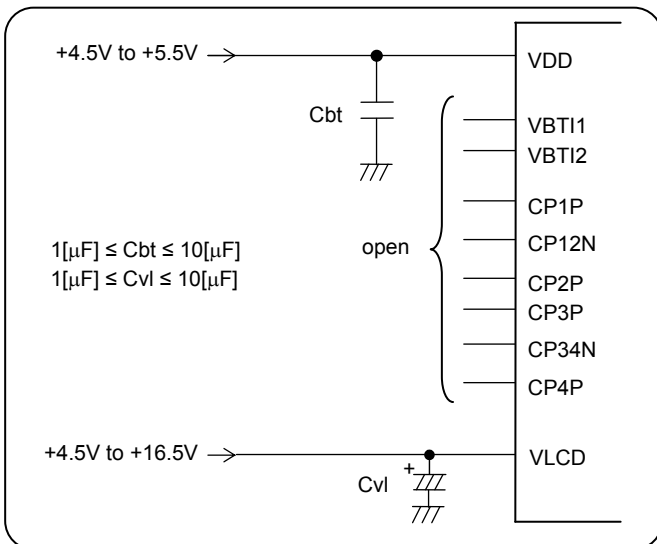 +4.5V to +5.5V
VDD
Cbt
VBTI1
VBTI2
CP1P
1[μF] ≤ Cbt ≤ 10[μF]
open
CP12N
1[μF] ≤ Cvl ≤ 10[μF]
CP2P
CP3P
CP34N
CP4P
+4.5V to +16.5V
VLCD
+
Cvl